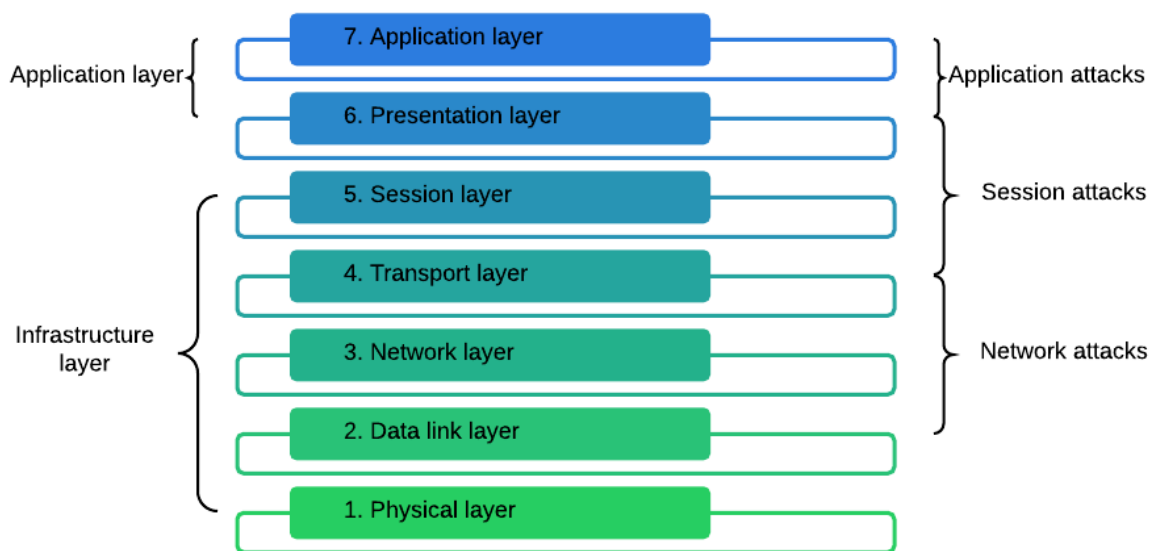 7. Application layer
Application layer
Application attacks
6. Presentation layer
5. Session layer
Session attacks
4. Transport layer
Infrastructure
layer
3. Network layer
Network attacks
2. Data link layer
1. Physical layer